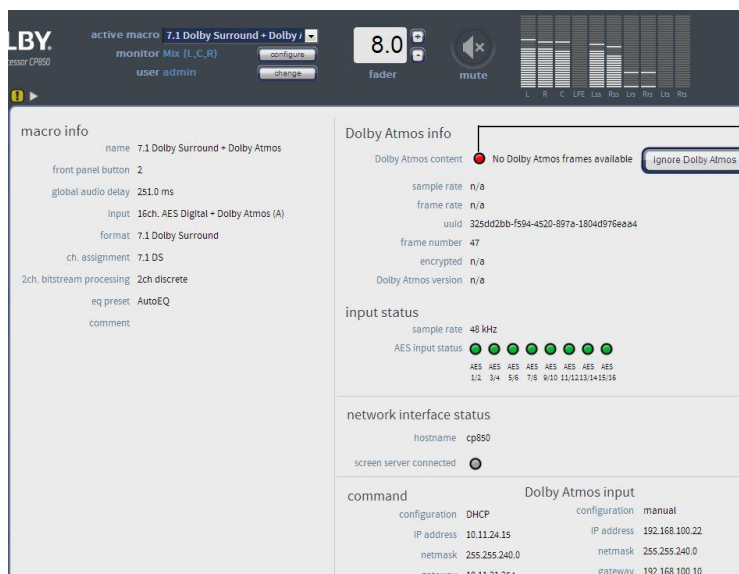 LBY.
cessor CP850
active macro 7.1 Dolby Surround + Dolby /
monitor Mix (L,C,R) configure
user admin change
8.0
fader
mute
L R C LFE Lss Rss Lrs Rrs Lts Rts
macro info
name 7.1 Dolby Surround + Dolby Atmos
front panel button 2
global audio delay 251.0 ms
input 16ch. AES Digital + Dolby Atmos (A)
format 7.1 Dolby Surround
ch. assignment 7.1 DS
2ch. bitstream processing 2ch discrete
eq preset AutoEQ
comment
Dolby Atmos info
Dolby Atmos content No Dolby Atmos frames available ignore Dolby Atmos
sample rate n/a
frame rate n/a
uuid 325dd2bb-f594-4520-897a-1804d976eaa4
frame number 47
encrypted n/a
Dolby Atmos version n/a
input status
sample rate 48 kHz
AES input status
AES AES AES AES AES AES AES AES
1/2 3/4 5/6 7/8 9/10 11/12 13/14 15/16
network interface status
hostname cp850
screen server connected
command
configuration DHCP
IP address 10.11.24.15
netmask 255.255.240.0
Dolby Atmos input
configuration manual
IP address 192.168.100.22
netmask 255.255.240.0
gateway 192.168.100.10